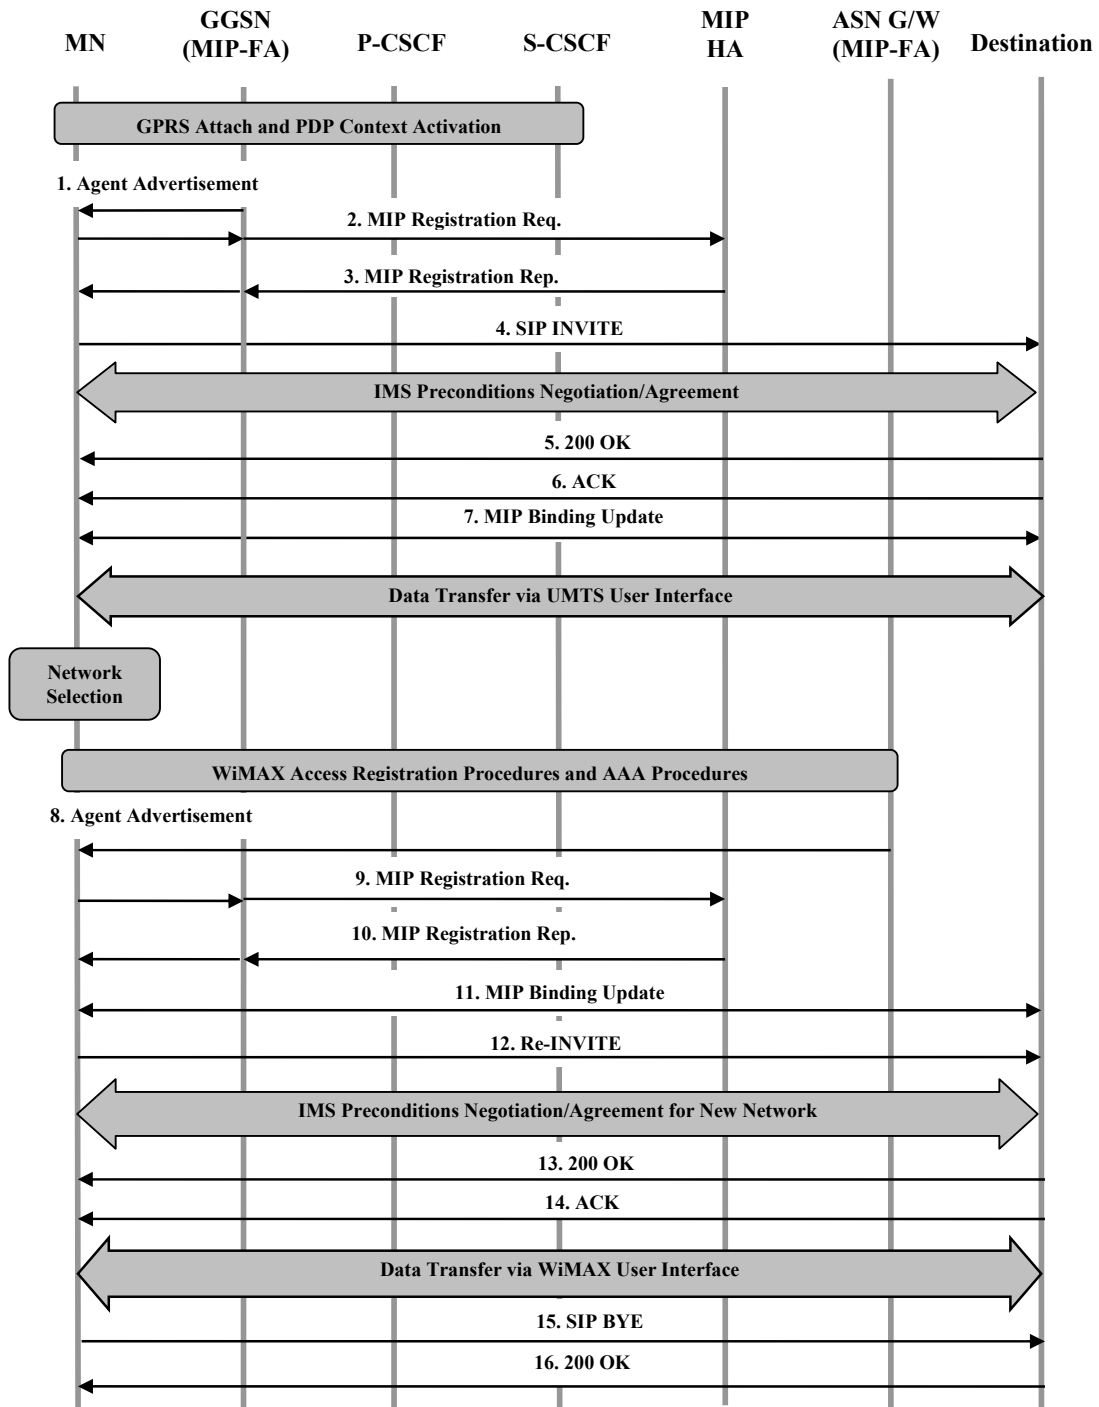 MN
GGSN
(MIP-FA)
P-CSCF
S-CSCF
MIP
HA
ASN G/W
(MIP-FA)
Destination
GPRS Attach and PDP Context Activation
1. Agent Advertisement
2. MIP Registration Req.
3. MIP Registration Rep.
4. SIP INVITE
IMS Preconditions Negotiation/Agreement
5. 200 OK
6. ACK
7. MIP Binding Update
Data Transfer via UMTS User Interface
Network
Selection
WiMAX Access Registration Procedures and AAA Procedures
8. Agent Advertisement
9. MIP Registration Req.
10. MIP Registration Rep.
11. MIP Binding Update
12. Re-INVITE
IMS Preconditions Negotiation/Agreement for New Network
13. 200 OK
14. ACK
Data Transfer via WiMAX User Interface
15. SIP BYE
16. 200 OK